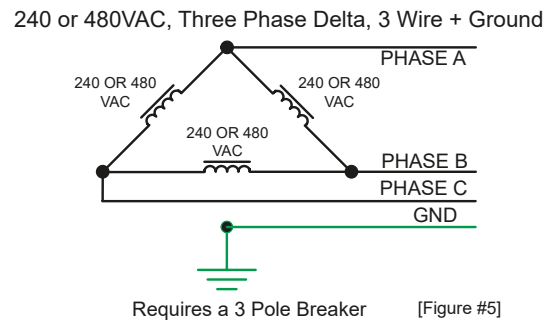 240 or 480VAC, Three Phase Delta, 3 Wire + Ground
PHASE A
240 OR 480
VAC
240 OR 480
VAC
240 OR 480
VAC
PHASE B
PHASE C
GND
Requires a 3 Pole Breaker
[Figure #5]